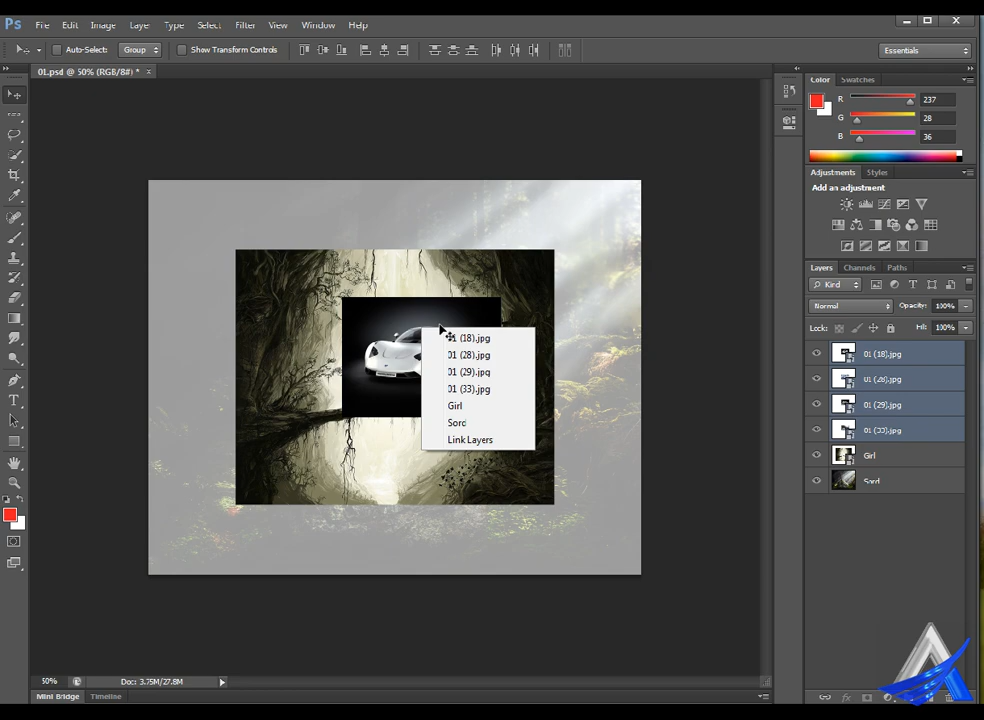 Ps File Edit Image Layer Type Select Filter View Window Help
Auto-Select: Group Show Transform Controls Essentials
01.psd @ 50% (RGB/8#) * ×
Color Swatches
R 237
G 28
B 36
Adjustments Styles
Add an adjustment
Layers Channels Paths
Kind
Normal Opacity: 100%
Lock: Fill: 100%
01 (18).jpg
01 (28).jpg
01 (29).jpg
01 (33).jpg
Girl
Sord
01 (18).jpg
01 (28).jpg
01 (29).jpg
01 (33).jpg
Girl
Sord
Link Layers
50% Doc: 3.75M/27.8M
Mini Bridge Timeline